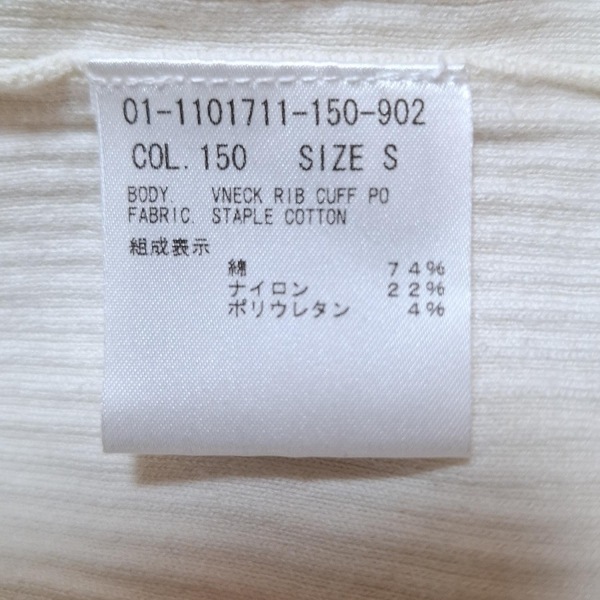 01-1101711-150-902
COL. 150 SIZE S
BODY. VNECK RIB CUFF PO
FABRIC. STAPLE COTTON
組成表示
綿 74%
ナイロン 22%
ポリウレタン 4%